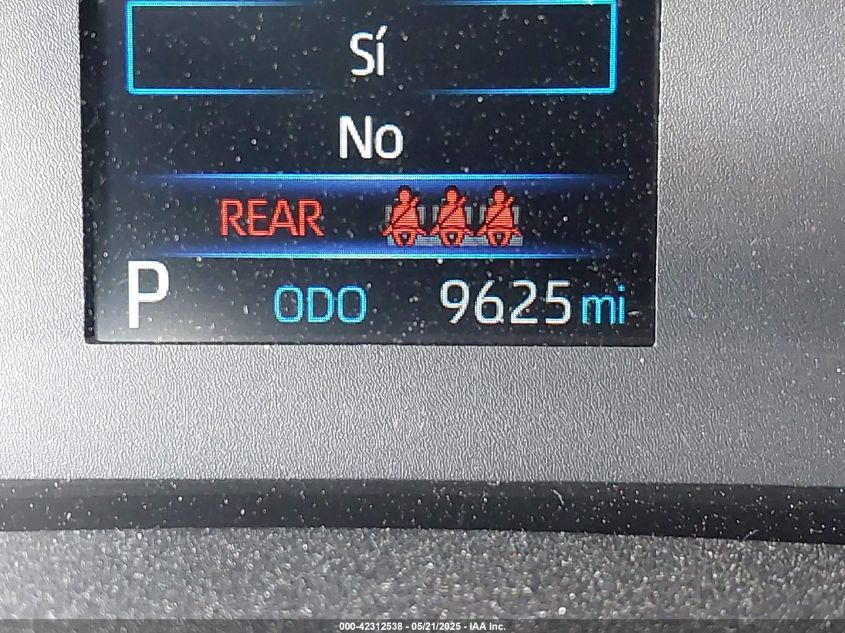 Sí
No
REAR
P ODO 9625 mi
000-42312538 - 05/21/2025 - IAA Inc.